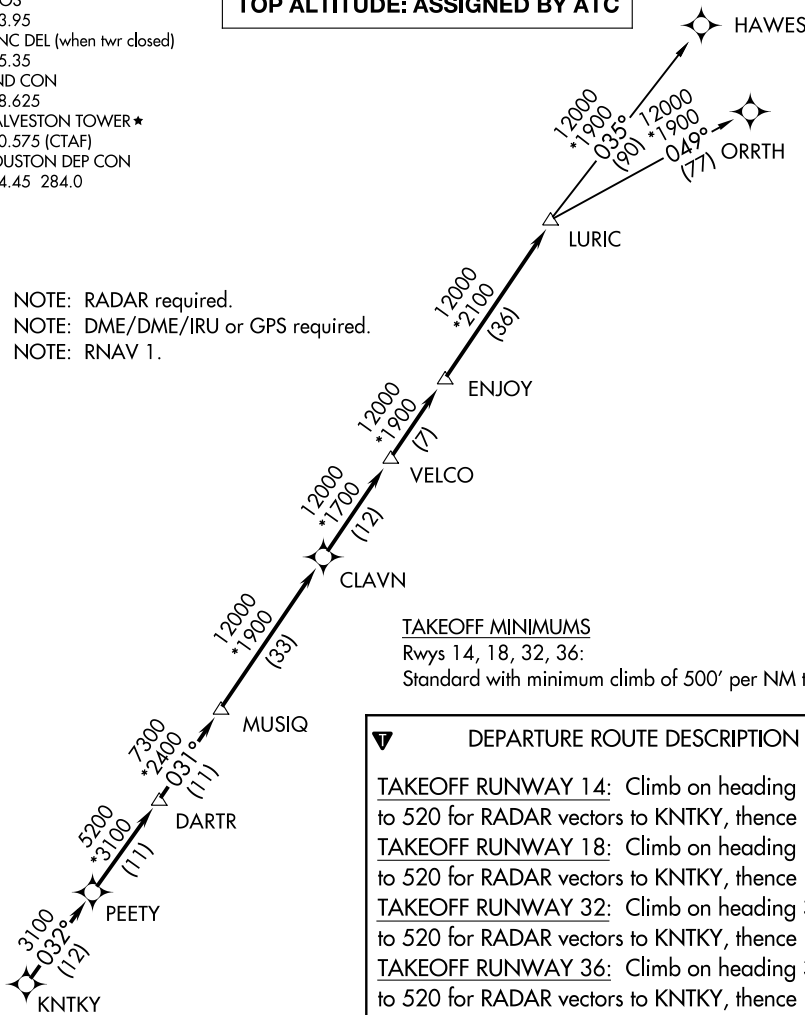 TOP ALTITUDE: ASSIGNED BY ATC
3.95
NC DEL (when twr closed)
5.35
ND CON
8.625
ALVESTON TOWER★
0.575 (CTAF)
OUSTON DEP CON
4.45 284.0
HAWES
12000
*1900
035°
(90)
12000
*1900
049°
(77)
ORRTH
LURIC
NOTE: RADAR required.
NOTE: DME/DME/IRU or GPS required.
NOTE: RNAV 1.
12000
*2100
(36)
ENJOY
12000
*1900
(7)
VELCO
12000
*1700
(12)
CLAVN
12000
*1900
(33)
TAKEOFF MINIMUMS
Rwys 14, 18, 32, 36:
Standard with minimum climb of 500' per NM t
MUSIQ
7300
*2400
031°
(11)
DARTR
5200
*3100
(11)
PEETY
3100
032°
(12)
KNTKY
T DEPARTURE ROUTE DESCRIPTION
TAKEOFF RUNWAY 14: Climb on heading
to 520 for RADAR vectors to KNTKY, thence
TAKEOFF RUNWAY 18: Climb on heading
to 520 for RADAR vectors to KNTKY, thence
TAKEOFF RUNWAY 32: Climb on heading 3
to 520 for RADAR vectors to KNTKY, thence
TAKEOFF RUNWAY 36: Climb on heading 3
to 520 for RADAR vectors to KNTKY, thence